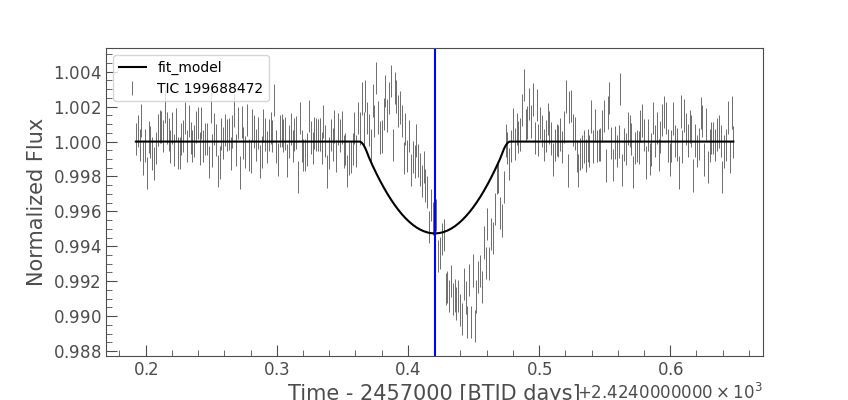 fit_model
TIC 199688472
Normalized Flux
1.004
1.002
1.000
0.998
0.996
0.994
0.992
0.990
0.988
0.2 0.3 0.4 0.5 0.6
Time - 2457000 [BTJD days]
+2.4240000000 × 10³